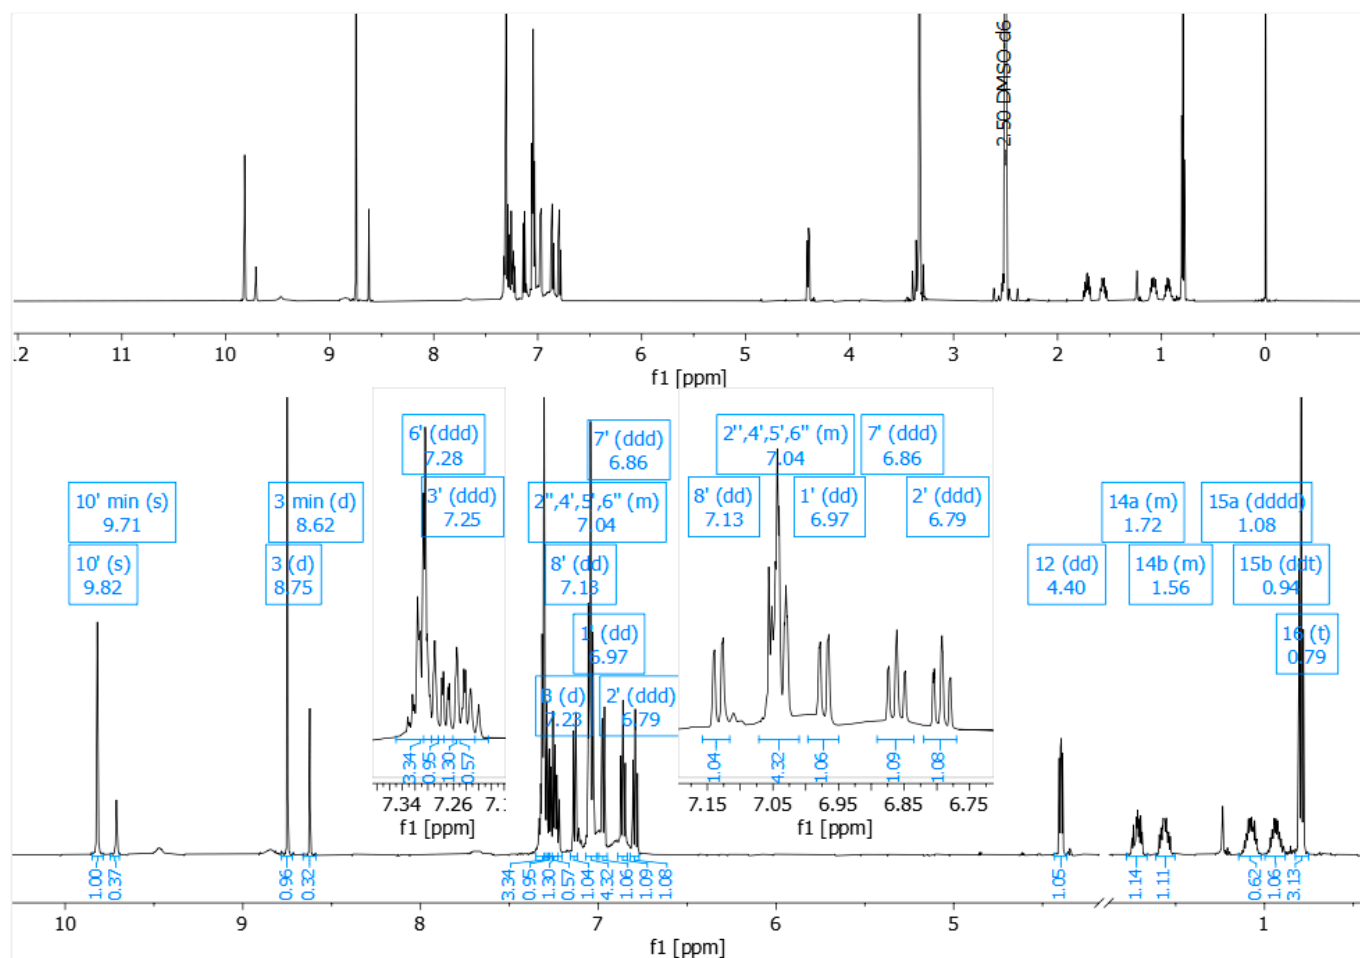 2.50 DMSO-d6
12 11 10 9 8 7 6 5 4 3 2 1 0
f1 [ppm]
10' min (s)
9.71
10' (s)
9.82
3 min (d)
8.62
3 (d)
8.75
6' (ddd)
7.28
3' (ddd)
7.25
7' (ddd)
6.86
2'',4',5',6'' (m)
7.04
8' (dd)
7.13
1' (dd)
6.97
8 (d)
7.23
2' (ddd)
6.79
3.34 0.95 1.30 0.57
7.34 7.26
f1 [ppm]
2'',4',5',6'' (m)
7.04
7' (ddd)
6.86
8' (dd)
7.13
1' (dd)
6.97
2' (ddd)
6.79
1.04 4.32 1.06 1.09 1.08
7.15 7.05 6.95 6.85 6.75
f1 [ppm]
14a (m)
1.72
15a (dddd)
1.08
12 (dd)
4.40
14b (m)
1.56
15b (ddt)
0.94
16 (t)
0.79
1.00 0.37 0.96 0.32 3.34 0.95 1.30 0.57 1.04 4.32 1.06 1.09 1.08 1.05 1.14 1.11 0.62 1.06 3.13
10 9 8 7 6 5 1
f1 [ppm]